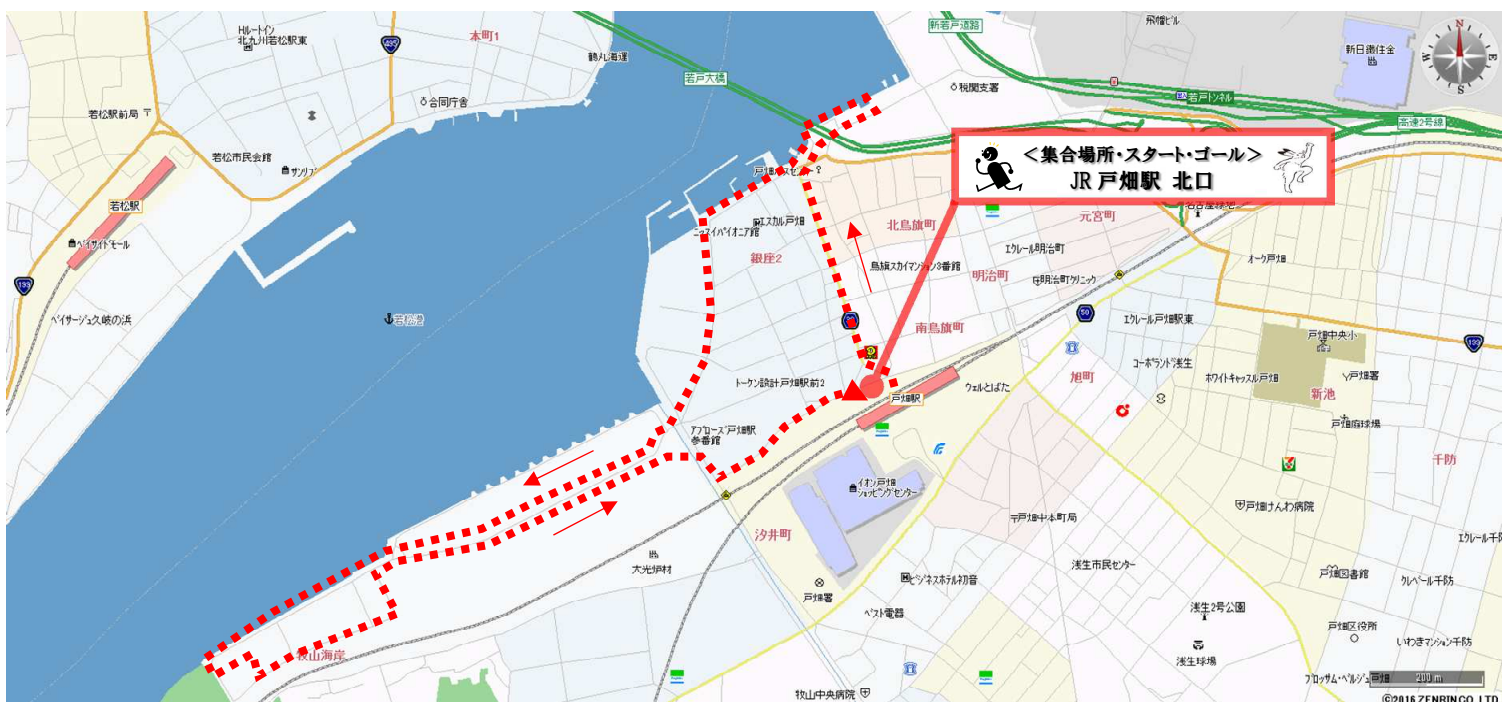 <集合場所・スタート・ゴール>
JR 戸畑駅 北口
N
E
W
S
Hルートイン
北九州若松駅東
495
本町1
鶴丸海運
新若戸道路
飛幡ビル
新日鐵住金
若戸大橋
税関支署
若戸トンネル
高速2号線
若松駅前局
合同庁舎
若松市民会館
サンリブ
若松駅
ベイサイドモール
199
ベイサージュ久岐の浜
若松港
エスカル戸畑
ニッスイパイオニア館
銀座2
北鳥旗町
鳥旗スカイマンション3番館
元宮町
エクレール明治町
明治町
明治町クリニック
南鳥旗町
オーク戸畑
50
エクレール戸畑駅東
戸畑中央小
199
トーケン設計戸畑駅前2
戸畑駅
ウェルとばた
旭町
コーポランド浅生
ホワイトキャッスル戸畑
戸畑署
新池
アプローズ戸畑駅
参番館
千防
イオン戸畑
ショッピングセンター
汐井町
戸畑中本町局
戸畑けんわ病院
大光炉材
戸畑署
ビジネスホテル初音
浅生市民センター
戸畑図書館
クレベール千防
ベスト電器
浅生2号公園
戸畑区役所
いわきマンション千防
牧山海岸
浅生球場
牧山中央病院
200 m
©2016 ZENRIN CO., LTD